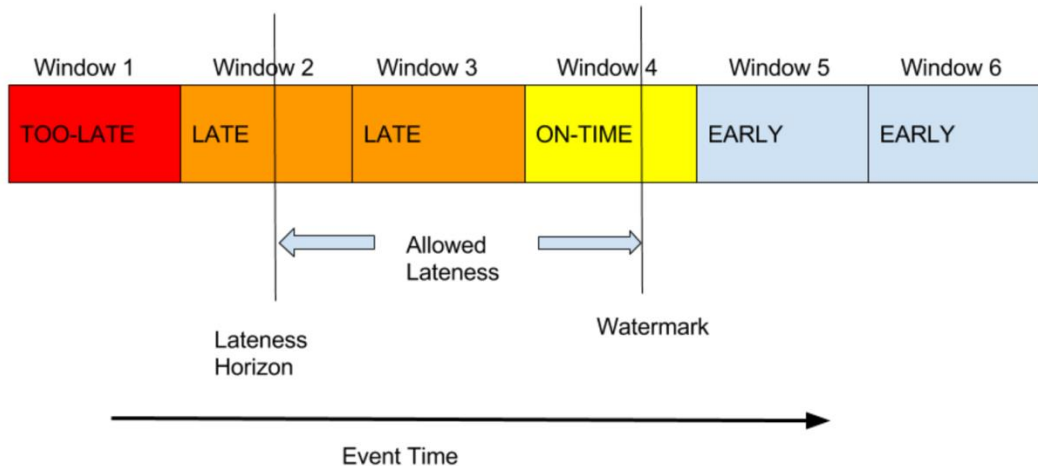 Window 1 Window 2 Window 3 Window 4 Window 5 Window 6
TOO-LATE LATE LATE ON-TIME EARLY EARLY
Allowed
Lateness
Watermark
Lateness
Horizon
Event Time